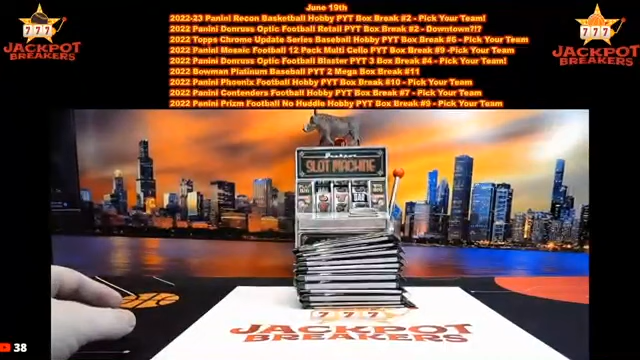 June 19th
2022-23 Panini Recon Basketball Hobby PYT Box Break #2 - Pick Your Team!
2022 Panini Donruss Optic Football Retail PYT Box Break #2 - Downtown?!?
2022 Topps Chrome Update Series Baseball Hobby PYT Box Break #6 - Pick Your Team
2022 Panini Mosaic Football 12 Pack Multi Cello PYT Box Break #9 -Pick Your Team
2022 Panini Donruss Optic Football Blaster PYT 3 Box Break #4 - Pick Your Team!
2022 Bowman Platinum Baseball PYT 2 Mega Box Break #11
2022 Panini Phoenix Football Hobby PYT Box Break #10 - Pick Your Team
2022 Panini Contenders Football Hobby PYT Box Break #7 - Pick Your Team
2022 Panini Prizm Football No Huddle Hobby PYT Box Break #9 - Pick Your Team
777
JACKPOT
BREAKERS
777
JACKPOT
BREAKERS
SLOT MACHINE
BAR
777
JACKPOT
BREAKERS
38